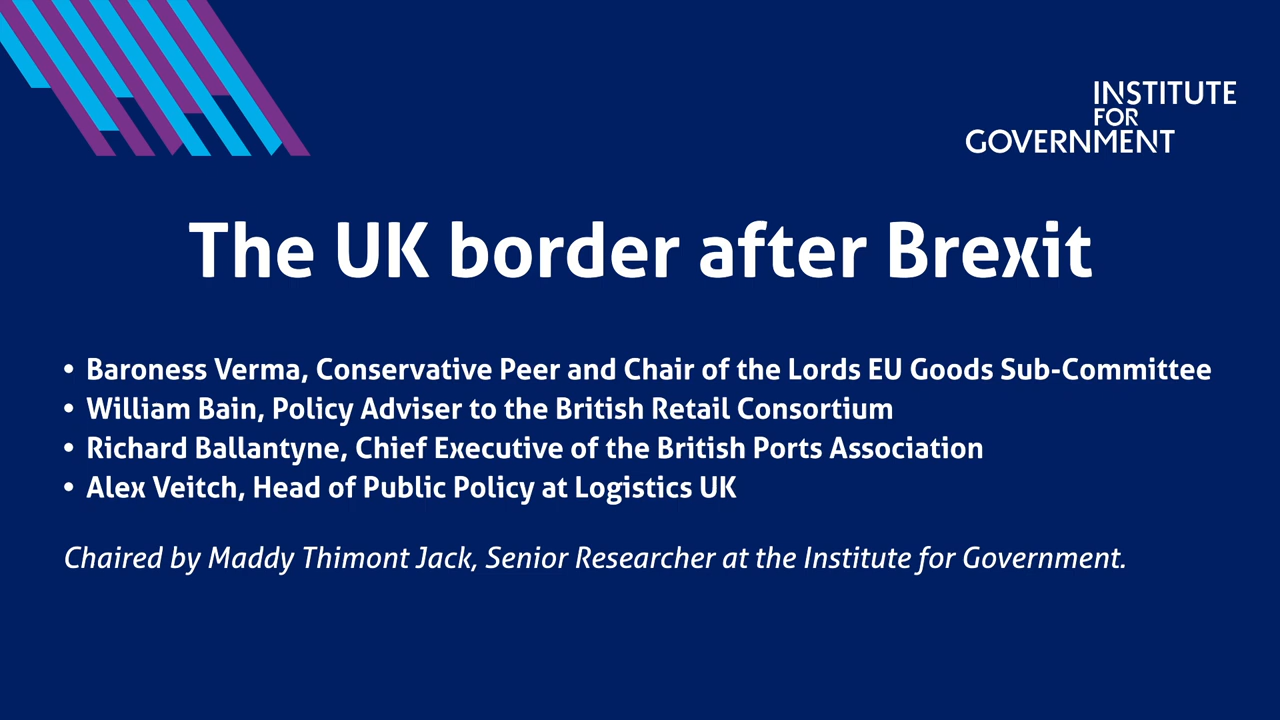 INSTITUTE
FOR
GOVERNMENT
The UK border after Brexit
• Baroness Verma, Conservative Peer and Chair of the Lords EU Goods Sub-Committee
• William Bain, Policy Adviser to the British Retail Consortium
• Richard Ballantyne, Chief Executive of the British Ports Association
• Alex Veitch, Head of Public Policy at Logistics UK
Chaired by Maddy Thimont Jack, Senior Researcher at the Institute for Government.